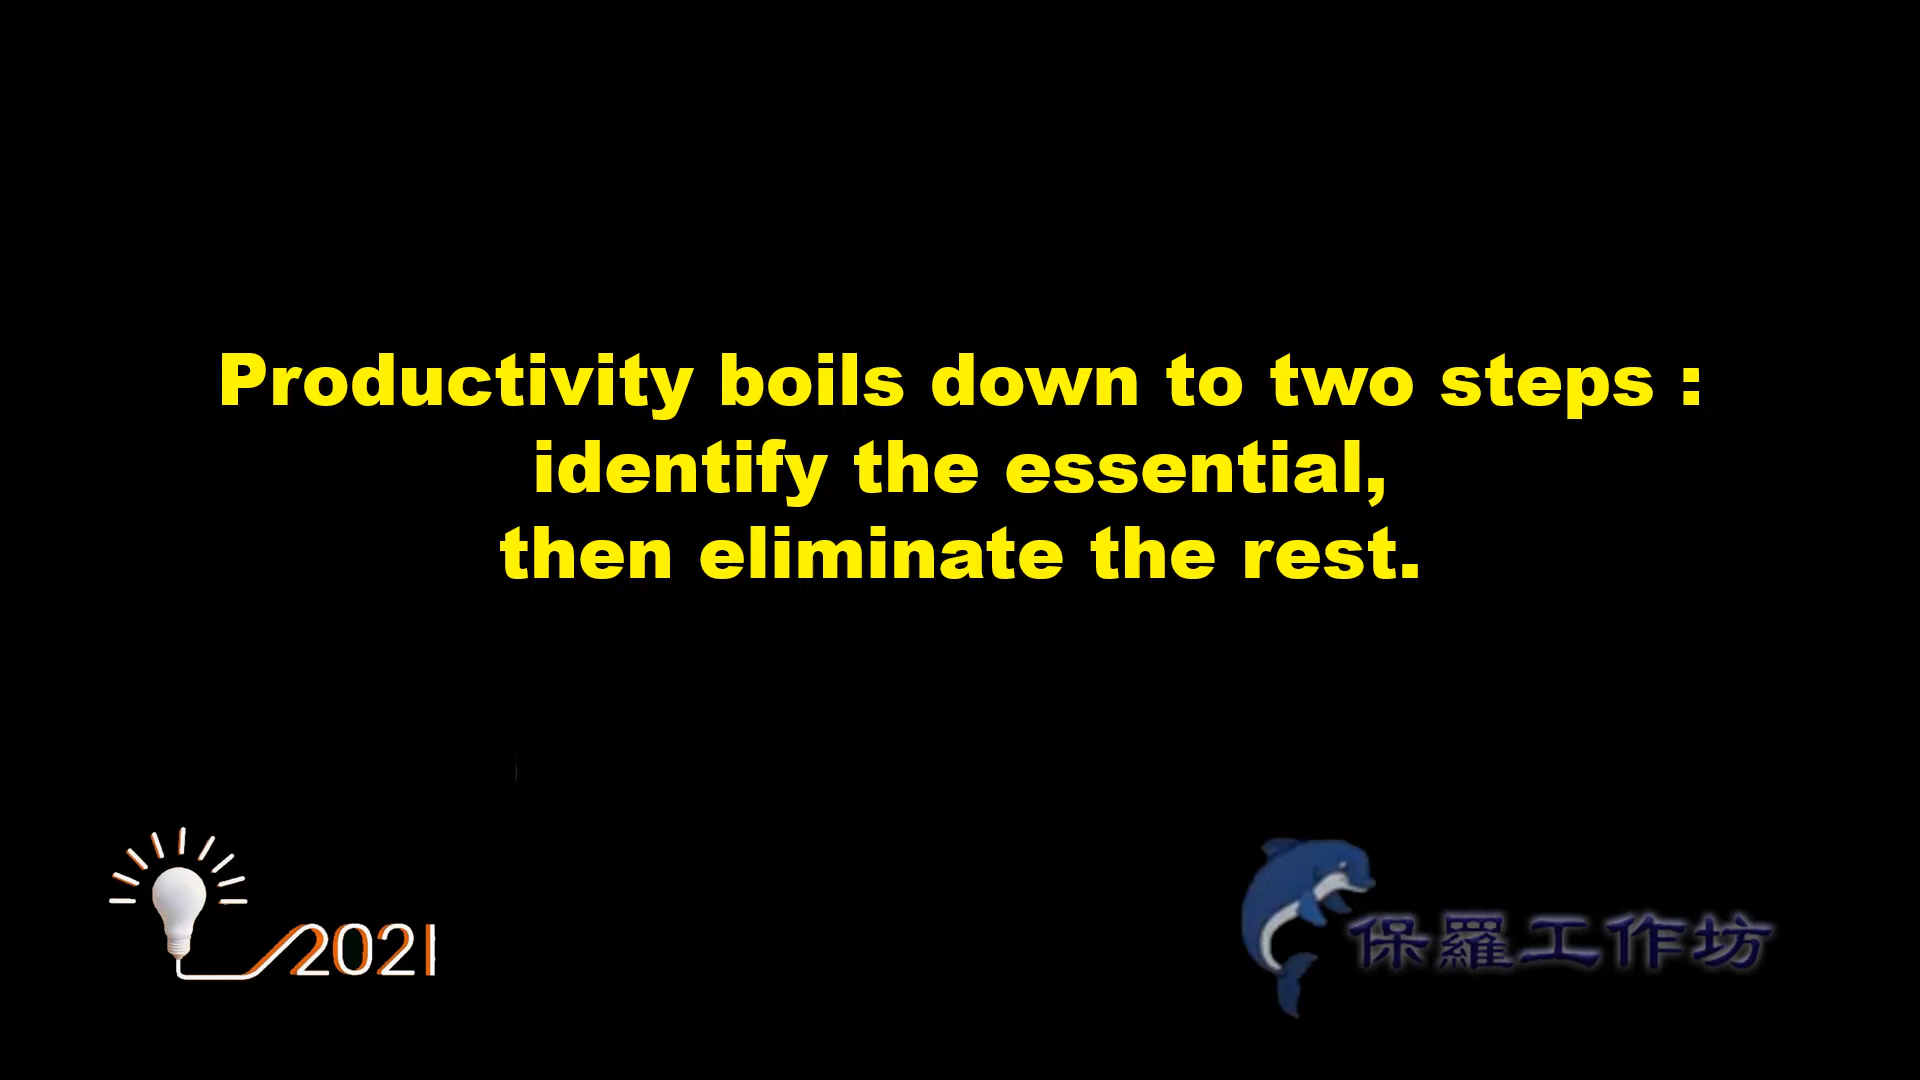 Productivity boils down to two steps :
identify the essential,
then eliminate the rest.
2021
保羅工作坊